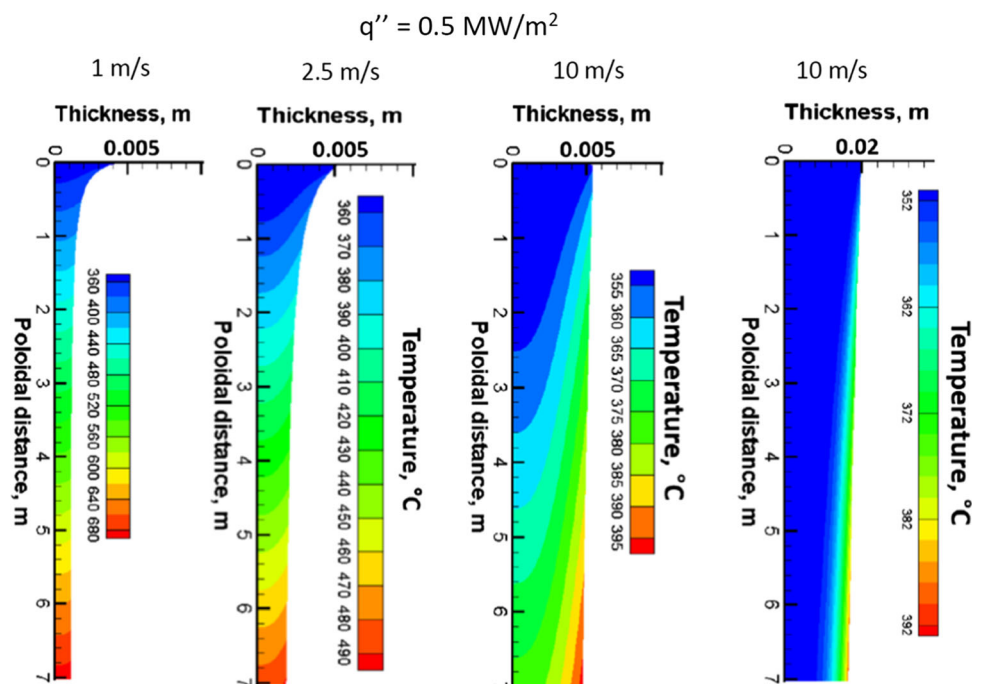 q’’ = 0.5 MW/m²
1 m/s
2.5 m/s
10 m/s
10 m/s
Thickness, m
0 0.005
0 1 2 3 4 5 6 7
Poloidal distance, m
360 400 440 480 520 560 600 640 680
Thickness, m
0 0.005
0 1 2 3 4 5 6
Poloidal distance, m
360 370 380 390 400 410 420 430 440 450 460 470 480 490
Temperature, °C
Thickness, m
0 0.005
0 1 2 3 4 5 6
Poloidal distance, m
355 360 365 370 375 380 385 390 395
Temperature, °C
Thickness, m
0 0.02
0 1 2 3 4 5 6 7
Poloidal distance, m
352 362 372 382 392
Temperature, °C